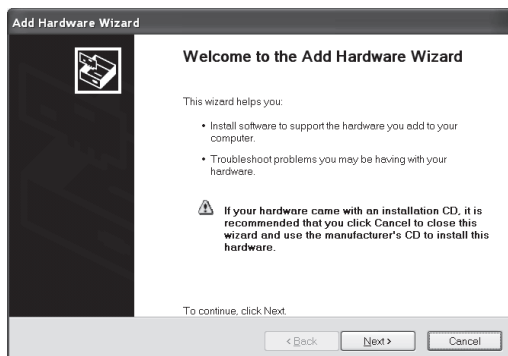 Add Hardware Wizard
Welcome to the Add Hardware Wizard
This wizard helps you:
• Install software to support the hardware you add to your
computer.
• Troubleshoot problems you may be having with your
hardware.
If your hardware came with an installation CD, it is
recommended that you click Cancel to close this
wizard and use the manufacturer's CD to install this
hardware.
To continue, click Next.
< Back Next > Cancel